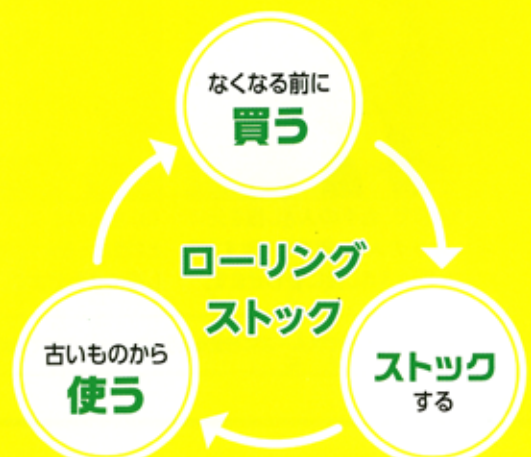 なくなる前に
買う
ローリング
ストック
ストック
する
古いものから
使う